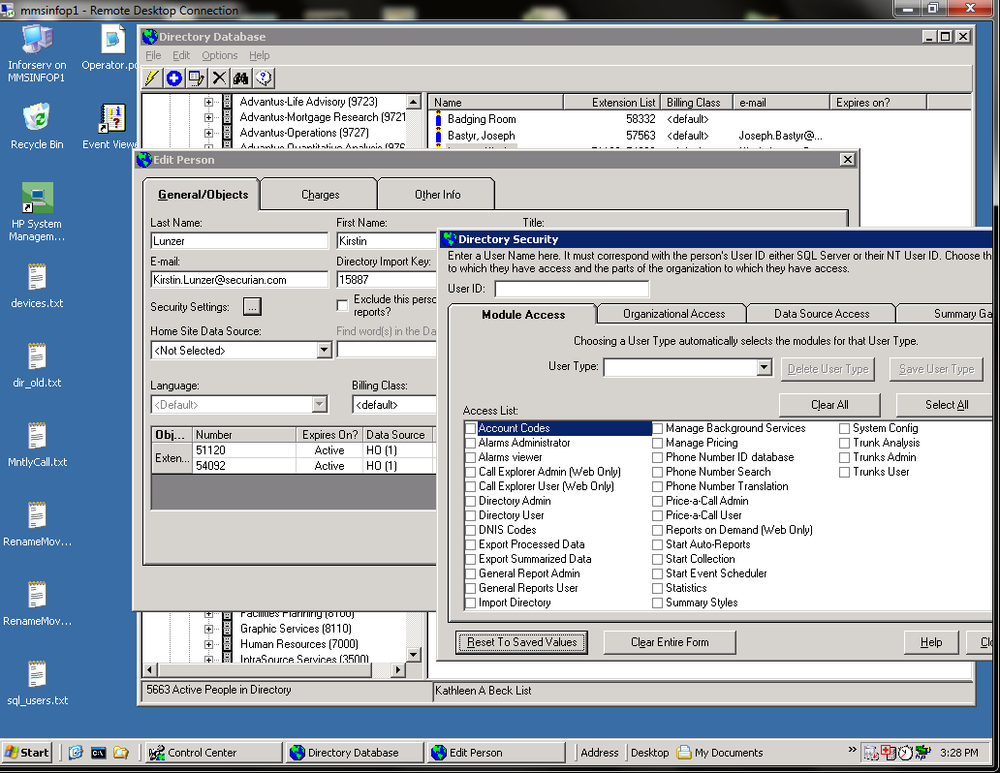 mmsinfop1 - Remote Desktop Connection
Inforserv on
MMSINFOP1
Operator.pc
Recycle Bin
Event Viewe
HP System
Managem...
devices.txt
dir_old.txt
MntlyCall.txt
RenameMov...
RenameMov...
sql_users.txt
Directory Database
File Edit Options Help
Advantus-Life Advisory (9723)
Advantus-Mortgage Research (9721
Advantus-Operations (9727)
Advantus-Quantitative Analysis (976
Name Extension List Billing Class e-mail Expires on?
Badging Room 58332 <default>
Bastyr, Joseph 57563 <default> Joseph.Bastyr@...
Edit Person
General/Objects Charges Other Info
Last Name: First Name: Title:
Lunzer Kirstin
E-mail: Directory Import Key:
Kirstin.Lunzer@securian.com 15887
Security Settings: ... Exclude this perso
reports?
Home Site Data Source: Find word(s) in the Da
<Not Selected>
Language: Billing Class:
<Default> <default>
Obj... Number Expires On? Data Source
Exten... 51120 Active HO (1)
54092 Active HO (1)
Directory Security
Enter a User Name here. It must correspond with the person's User ID either SQL Server or their NT User ID. Choose th
to which they have access and the parts of the organization to which they have access.
User ID:
Module Access Organizational Access Data Source Access Summary Ga
Choosing a User Type automatically selects the modules for that User Type.
User Type: Delete User Type Save User Type
Clear All Select All
Access List:
Account Codes Manage Background Services System Config
Alarms Administrator Manage Pricing Trunk Analysis
Alarms viewer Phone Number ID database Trunks Admin
Call Explorer Admin (Web Only) Phone Number Search Trunks User
Call Explorer User (Web Only) Phone Number Translation
Directory Admin Price-a-Call Admin
Directory User Price-a-Call User
DNIS Codes Reports on Demand (Web Only)
Export Processed Data Start Auto-Reports
Export Summarized Data Start Collection
General Report Admin Start Event Scheduler
General Reports User Statistics
Import Directory Summary Styles
Reset To Saved Values Clear Entire Form Help Clo
Facilities Planning (8100)
Graphic Services (8110)
Human Resources (7000)
IntraSource Services (3500)
5663 Active People in Directory Kathleen A Beck List
Start Control Center Directory Database Edit Person Address Desktop My Documents » 3:28 PM